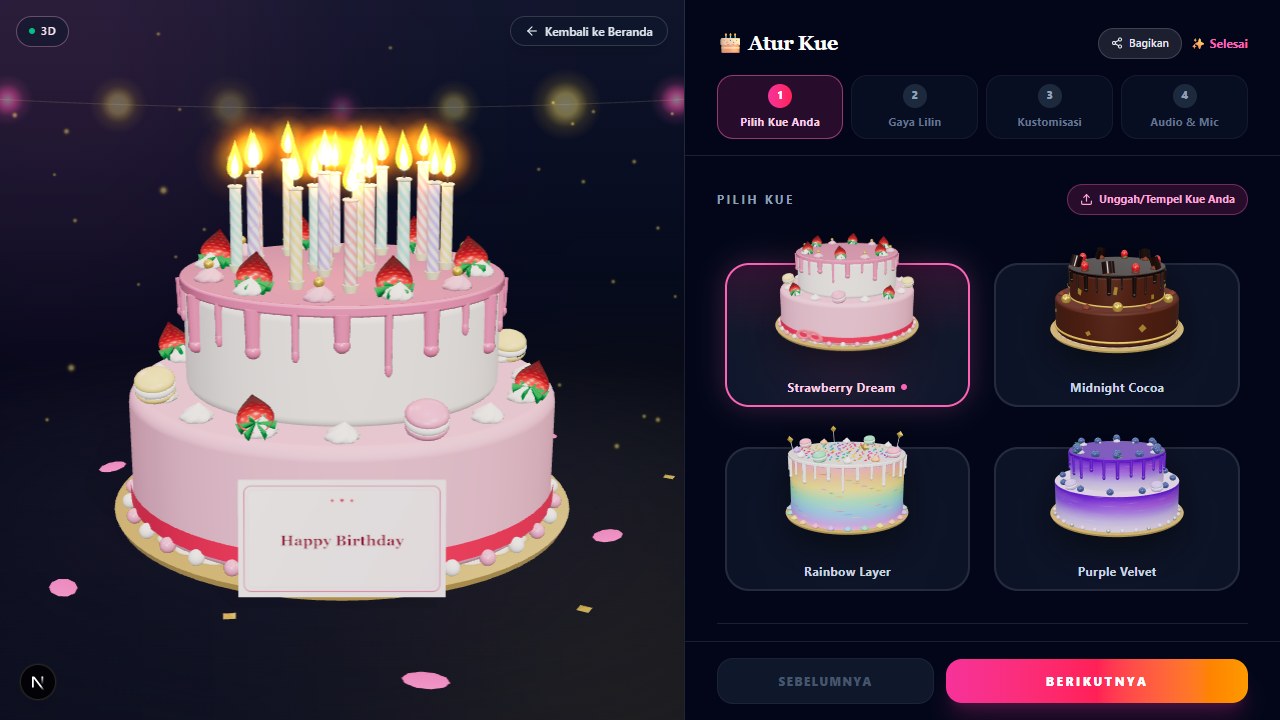 3D
Kembali ke Beranda
Happy Birthday
N
Atur Kue
Bagikan
Selesai
1
Pilih Kue Anda
2
Gaya Lilin
3
Kustomisasi
4
Audio & Mic
PILIH KUE
Unggah/Tempel Kue Anda
Strawberry Dream
Midnight Cocoa
Rainbow Layer
Purple Velvet
SEBELUMNYA
BERIKUTNYA